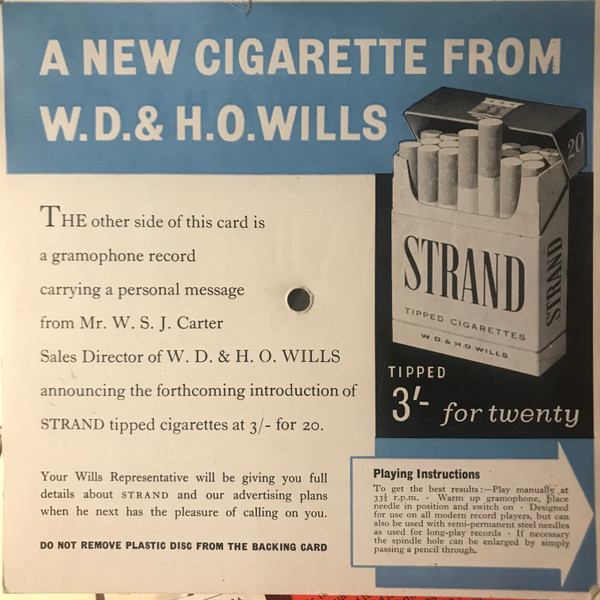 A NEW CIGARETTE FROM
W.D.& H.O.WILLS
20
STRAND
TIPPED CIGARETTES
W.D.& H.O.WILLS
STRAND
TIPPED
3'- for twenty
THE other side of this card is
a gramophone record
carrying a personal message
from Mr. W. S. J. Carter
Sales Director of W. D. & H. O. WILLS
announcing the forthcoming introduction of
STRAND tipped cigarettes at 3/- for 20.
Your Wills Representative will be giving you full
details about STRAND and our advertising plans
when he next has the pleasure of calling on you.
DO NOT REMOVE PLASTIC DISC FROM THE BACKING CARD
Playing Instructions
To get the best results:—Play manually at
33⅓ r.p.m. · Warm up gramophone, place
needle in position and switch on · Designed
for use on all modern record players, but can
also be used with semi-permanent steel needles
as used for long-play records · If necessary
the spindle hole can be enlarged by simply
passing a pencil through.